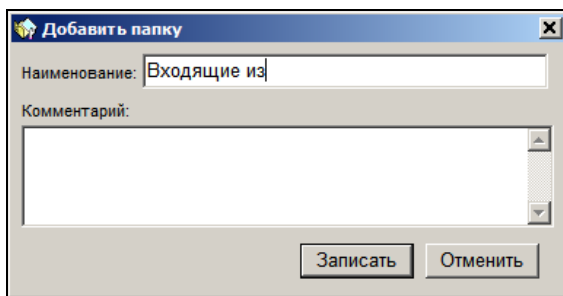 Добавить папку
Наименование: Входящие из
Комментарий:
Записать Отменить